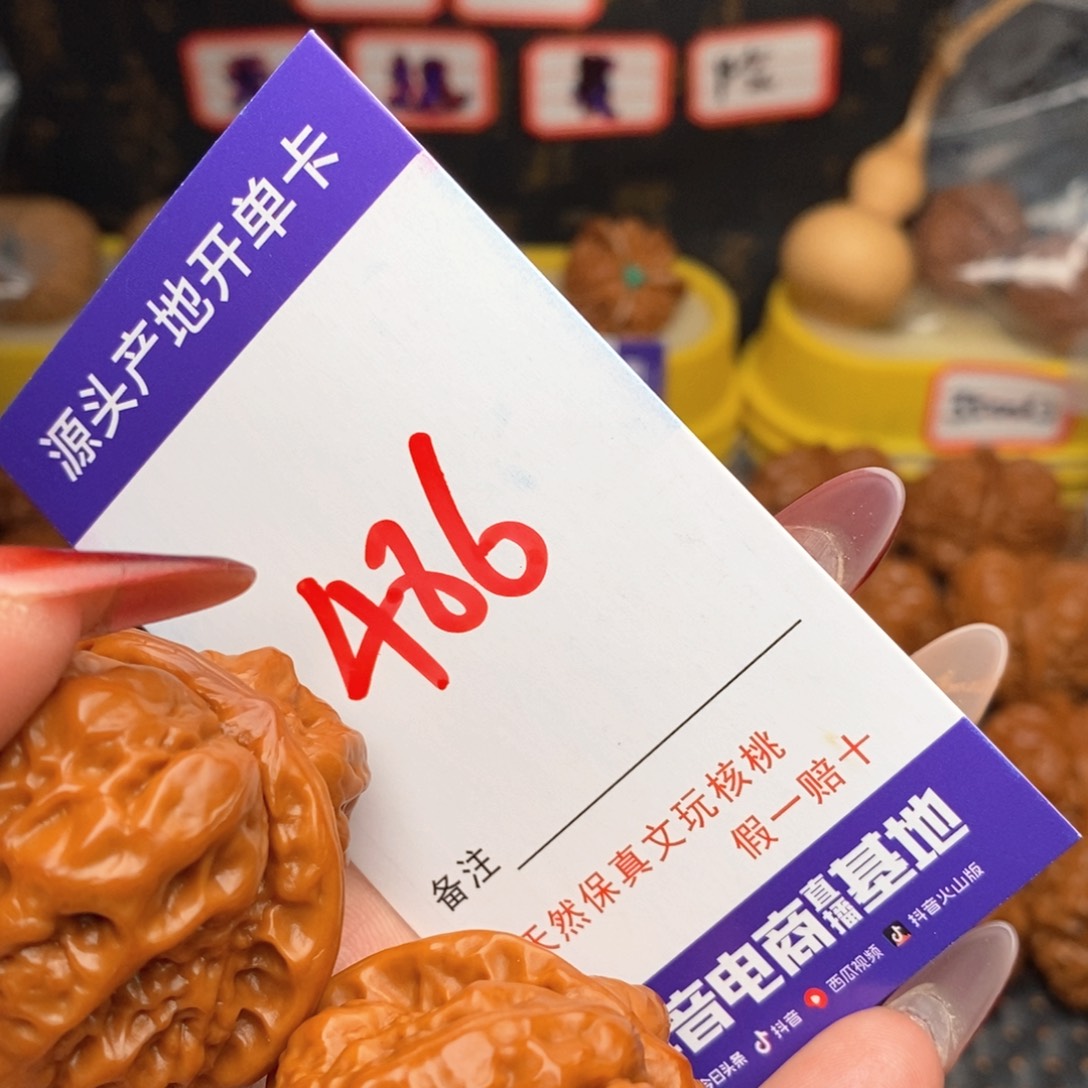 源头产地开单卡
486
备注
天然保真文玩核桃
假一赔十
音电商直播基地
今日头条 抖音 西瓜视频 抖音火山版